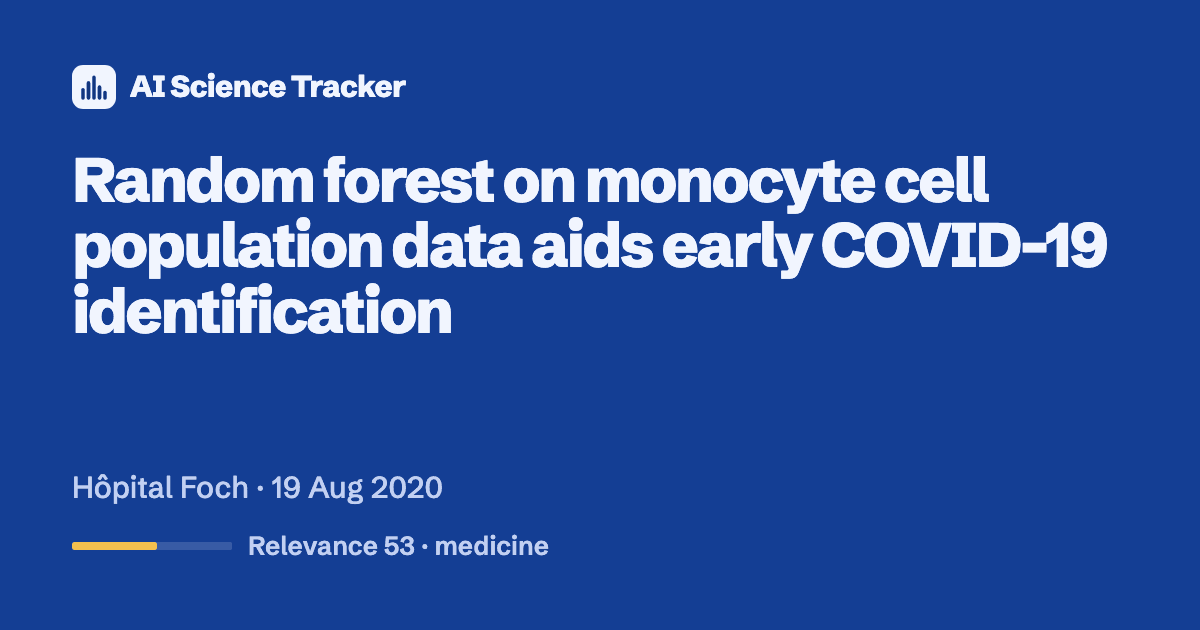 AI Science Tracker
Random forest on monocyte cell
population data aids early COVID-19
identification
Hôpital Foch · 19 Aug 2020
Relevance 53 · medicine